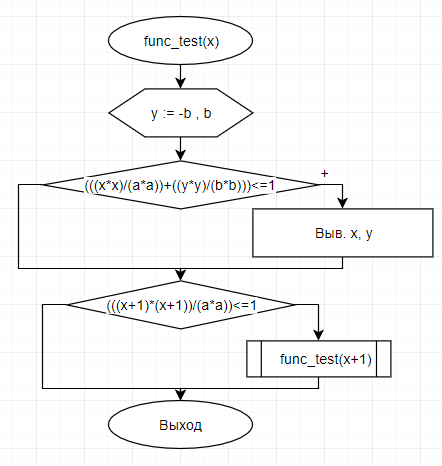 func_test(x)
y := -b , b
(((x*x)/(a*a))+((y*y)/(b*b)))<=1
+
Выв. x, y
(((x+1)*(x+1))/(a*a))<=1
func_test(x+1)
Выход